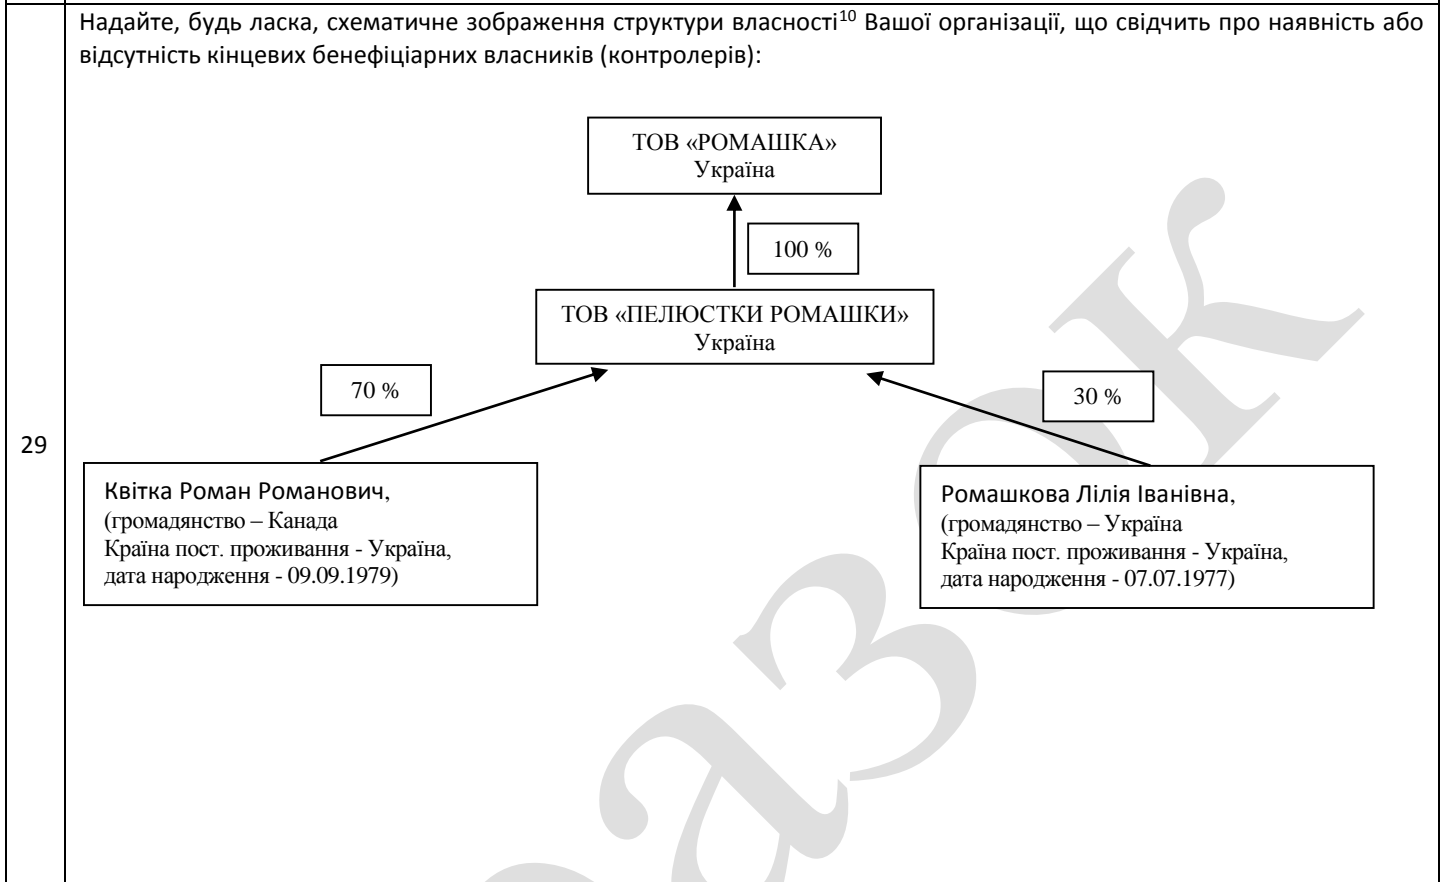 Надайте, будь ласка, схематичне зображення структури власності¹⁰ Вашої організації, що свідчить про наявність або
відсутність кінцевих бенефіціарних власників (контролерів):
ТОВ «РОМАШКА»
Україна
100 %
ТОВ «ПЕЛЮСТКИ РОМАШКИ»
Україна
70 %
30 %
29
Квітка Роман Романович,
(громадянство – Канада
Країна пост. проживання - Україна,
дата народження - 09.09.1979)
Ромашкова Лілія Іванівна,
(громадянство – Україна
Країна пост. проживання - Україна,
дата народження - 07.07.1977)